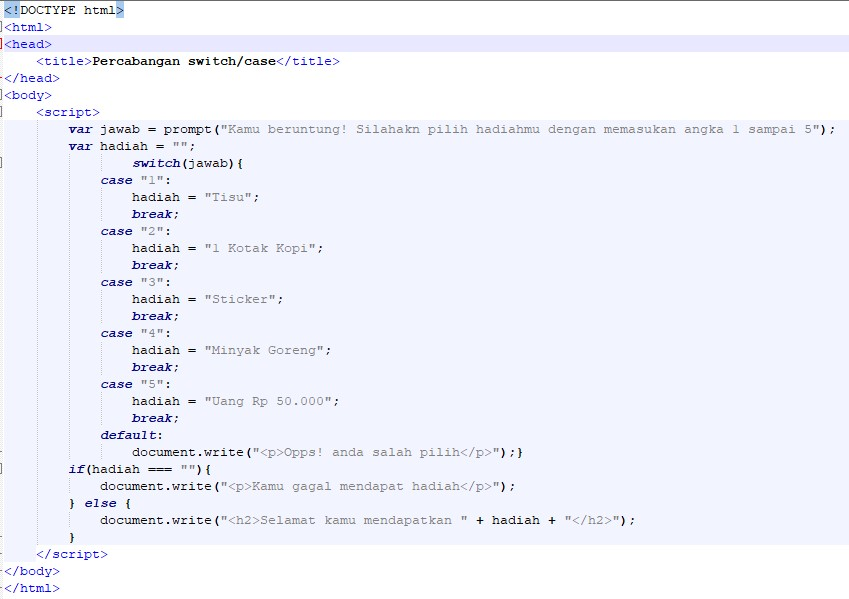 <!DOCTYPE html>
<html>
<head>
    <title>Percabangan switch/case</title>
</head>
<body>
    <script>
        var jawab = prompt("Kamu beruntung! Silahakn pilih hadiahmu dengan memasukan angka 1 sampai 5");
        var hadiah = "";
                switch(jawab){
            case "1":
                hadiah = "Tisu";
                break;
            case "2":
                hadiah = "1 Kotak Kopi";
                break;
            case "3":
                hadiah = "Sticker";
                break;
            case "4":
                hadiah = "Minyak Goreng";
                break;
            case "5":
                hadiah = "Uang Rp 50.000";
                break;
            default:
                document.write("<p>Opps! anda salah pilih</p>");}
        if(hadiah === ""){
            document.write("<p>Kamu gagal mendapat hadiah</p>");
        } else {
            document.write("<h2>Selamat kamu mendapatkan " + hadiah + "</h2>");
        }
    </script>
</body>
</html>